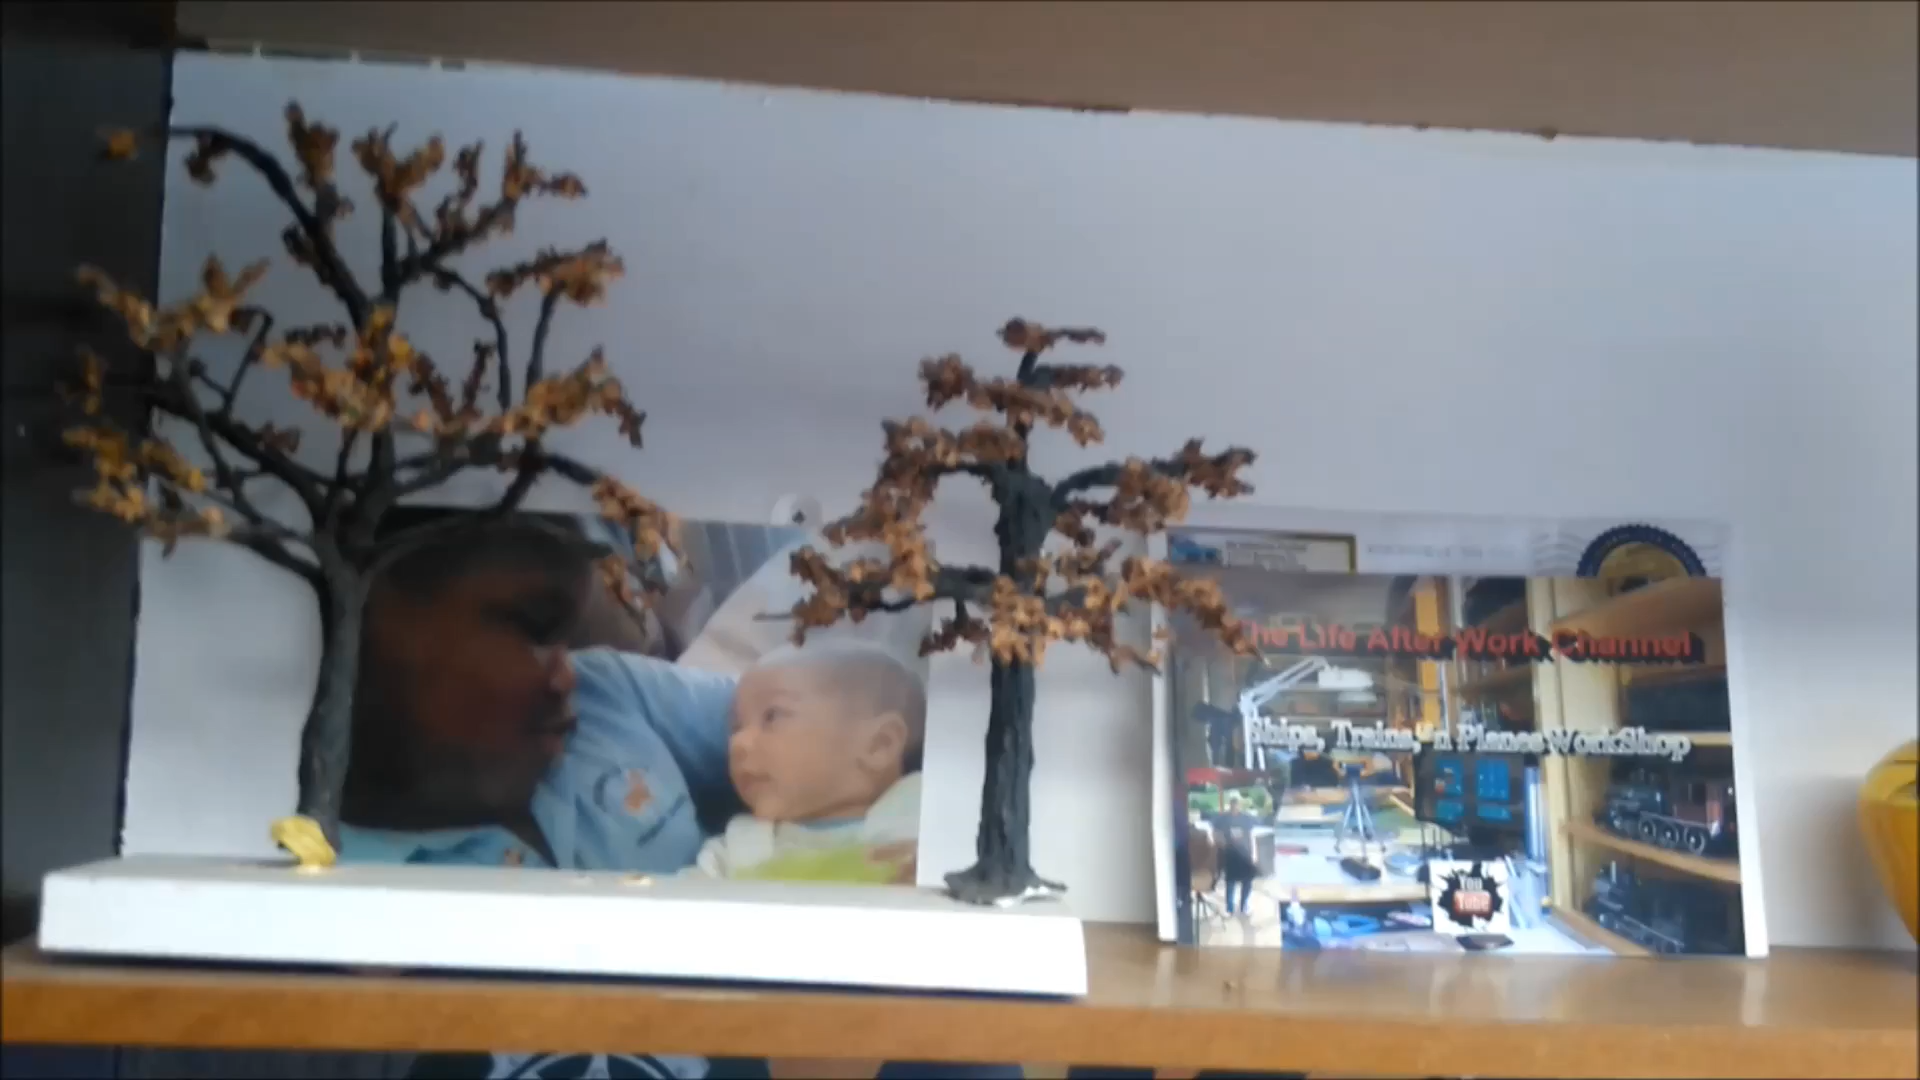 The Life After Work Channel
Ships, Trains, 'n Planes WorkShop
You
Tube